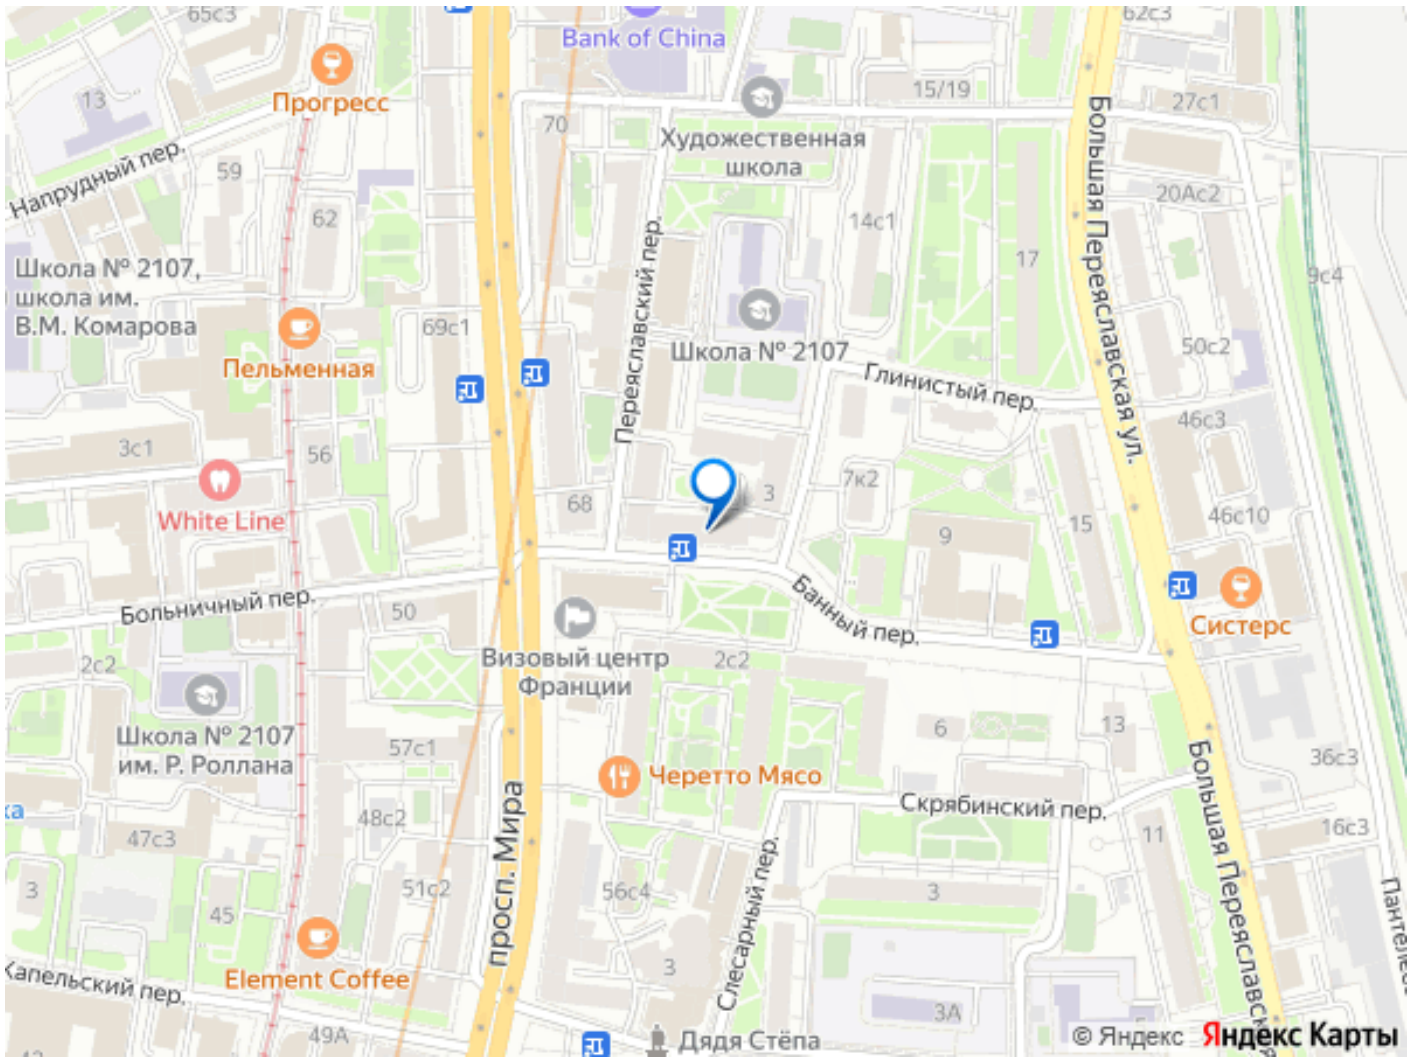 65с3
Bank of China
62с3
Прогресс
13
15/19
27с1
70
Художественная
школа
Напрудный пер.
59
62
20Ас2
14с1
17
Большая Переяславская ул.
Переяславский пер.
Школа № 2107,
школа им.
В.М. Комарова
9с4
69с1
Пельменная
Школа № 2107
50с2
Глинистый пер.
46с3
3с1
56
White Line
68
3
7к2
15
46с10
9
Больничный пер.
50
Банный пер.
Систерс
Визовый центр
Франции
2с2
2с2
Школа № 2107
им. Р. Роллана
57с1
6
13
36с3
Черетто Мясо
Скрябинский пер.
Большая Переяславск
ка
47с3
48с2
просп. Мира
11
16с3
3
45
51с2
56с4
3
Слесарный пер.
Пантелеев
Element Coffee
Капельский пер.
3
3А
49А
Дядя Стёпа
© Яндекс Яндекс Карты